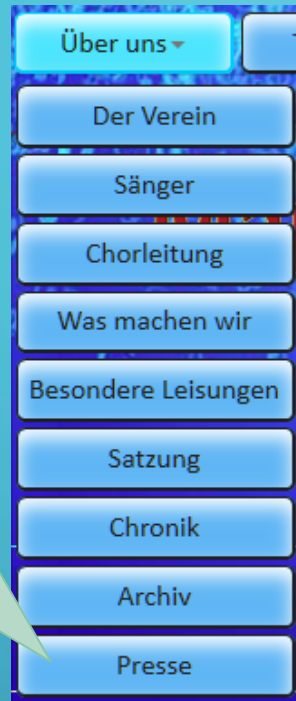 Über uns
Der Verein
Sänger
Chorleitung
Was machen wir
Besondere Leisungen
Satzung
Chronik
Archiv
Presse